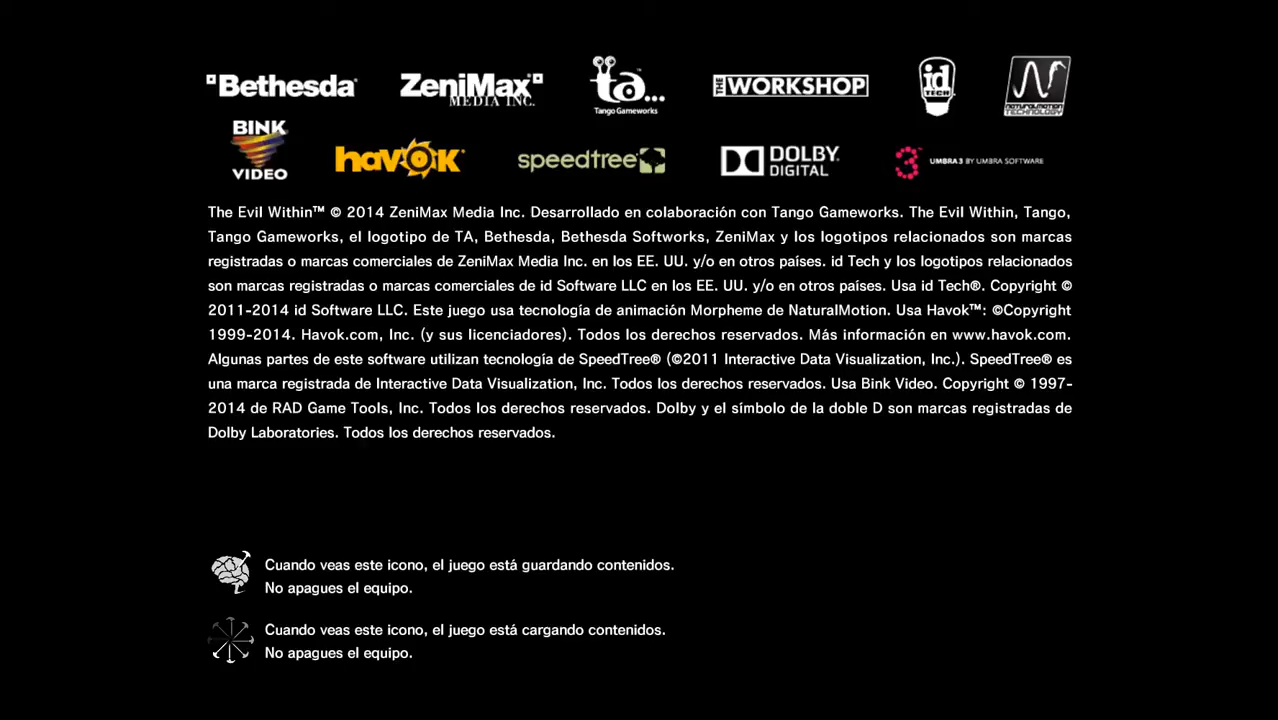 Bethesda ZeniMax MEDIA INC. ta... ™ Tango Gameworks THE WORKSHOP id TECH NATURALMOTION TECHNOLOGY
BINK VIDEO havok speedtree DOLBY DIGITAL 3 UMBRA 3 BY UMBRA SOFTWARE
The Evil Within™ © 2014 ZeniMax Media Inc. Desarrollado en colaboración con Tango Gameworks. The Evil Within, Tango,
Tango Gameworks, el logotipo de TA, Bethesda, Bethesda Softworks, ZeniMax y los logotipos relacionados son marcas
registradas o marcas comerciales de ZeniMax Media Inc. en los EE. UU. y/o en otros países. id Tech y los logotipos relacionados
son marcas registradas o marcas comerciales de id Software LLC en los EE. UU. y/o en otros países. Usa id Tech®. Copyright ©
2011-2014 id Software LLC. Este juego usa tecnología de animación Morpheme de NaturalMotion. Usa Havok™: ©Copyright
1999-2014. Havok.com, Inc. (y sus licenciadores). Todos los derechos reservados. Más información en www.havok.com.
Algunas partes de este software utilizan tecnología de SpeedTree® (©2011 Interactive Data Visualization, Inc.). SpeedTree® es
una marca registrada de Interactive Data Visualization, Inc. Todos los derechos reservados. Usa Bink Video. Copyright © 1997-
2014 de RAD Game Tools, Inc. Todos los derechos reservados. Dolby y el símbolo de la doble D son marcas registradas de
Dolby Laboratories. Todos los derechos reservados.
Cuando veas este icono, el juego está guardando contenidos.
No apagues el equipo.
Cuando veas este icono, el juego está cargando contenidos.
No apagues el equipo.